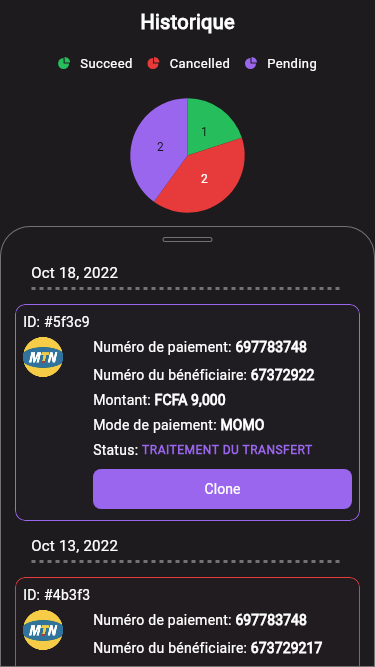 Historique
Succeed Cancelled Pending
1
2
2
Oct 18, 2022
ID: #5f3c9
MTN
Numéro de paiement: 697783748
Numéro du bénéficiaire: 67372922
Montant: FCFA 9,000
Mode de paiement: MOMO
Status: TRAITEMENT DU TRANSFERT
Clone
Oct 13, 2022
ID: #4b3f3
MTN
Numéro de paiement: 697783748
Numéro du bénéficiaire: 673729217